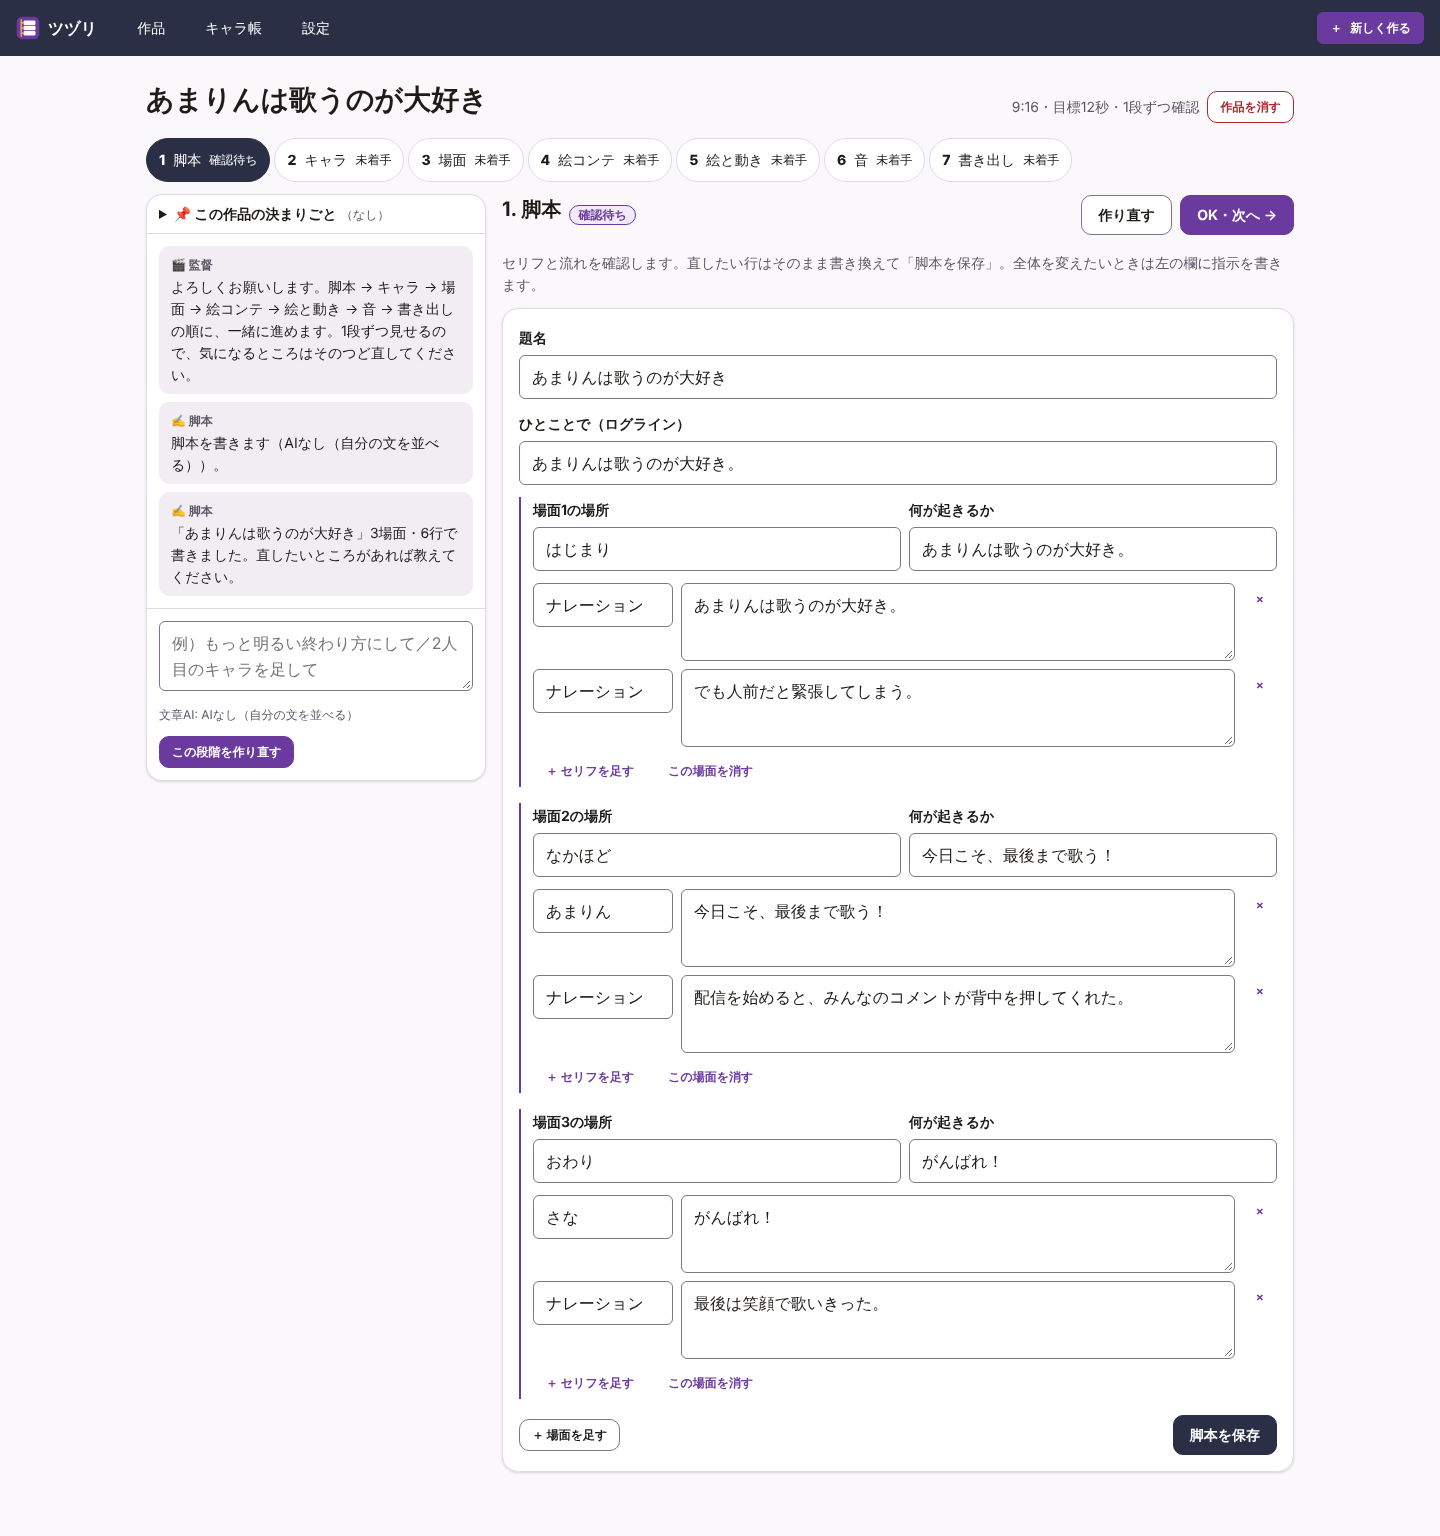 ツヅリ
作品
キャラ帳
設定
＋ 新しく作る
あまりんは歌うのが大好き
9:16・目標12秒・1段ずつ確認
作品を消す
1 脚本 確認待ち
2 キャラ 未着手
3 場面 未着手
4 絵コンテ 未着手
5 絵と動き 未着手
6 音 未着手
7 書き出し 未着手
▶ 📌 この作品の決まりごと （なし）
🎬 監督
よろしくお願いします。脚本 → キャラ → 場
面 → 絵コンテ → 絵と動き → 音 → 書き出し
の順に、一緒に進めます。1段ずつ見せるの
で、気になるところはそのつど直してくださ
い。
✍️ 脚本
脚本を書きます（AIなし（自分の文を並べ
る））。
✍️ 脚本
「あまりんは歌うのが大好き」3場面・6行で
書きました。直したいところがあれば教えて
ください。
例）もっと明るい終わり方にして／2人
目のキャラを足して
文章AI: AIなし（自分の文を並べる）
この段階を作り直す
1. 脚本 確認待ち
作り直す
OK・次へ →
セリフと流れを確認します。直したい行はそのまま書き換えて「脚本を保存」。全体を変えたいときは左の欄に指示を書き
ます。
題名
あまりんは歌うのが大好き
ひとことで（ログライン）
あまりんは歌うのが大好き。
場面1の場所
何が起きるか
はじまり
あまりんは歌うのが大好き。
ナレーション
あまりんは歌うのが大好き。
×
ナレーション
でも人前だと緊張してしまう。
×
＋ セリフを足す
この場面を消す
場面2の場所
何が起きるか
なかほど
今日こそ、最後まで歌う！
あまりん
今日こそ、最後まで歌う！
×
ナレーション
配信を始めると、みんなのコメントが背中を押してくれた。
×
＋ セリフを足す
この場面を消す
場面3の場所
何が起きるか
おわり
がんばれ！
さな
がんばれ！
×
ナレーション
最後は笑顔で歌いきった。
×
＋ セリフを足す
この場面を消す
＋ 場面を足す
脚本を保存